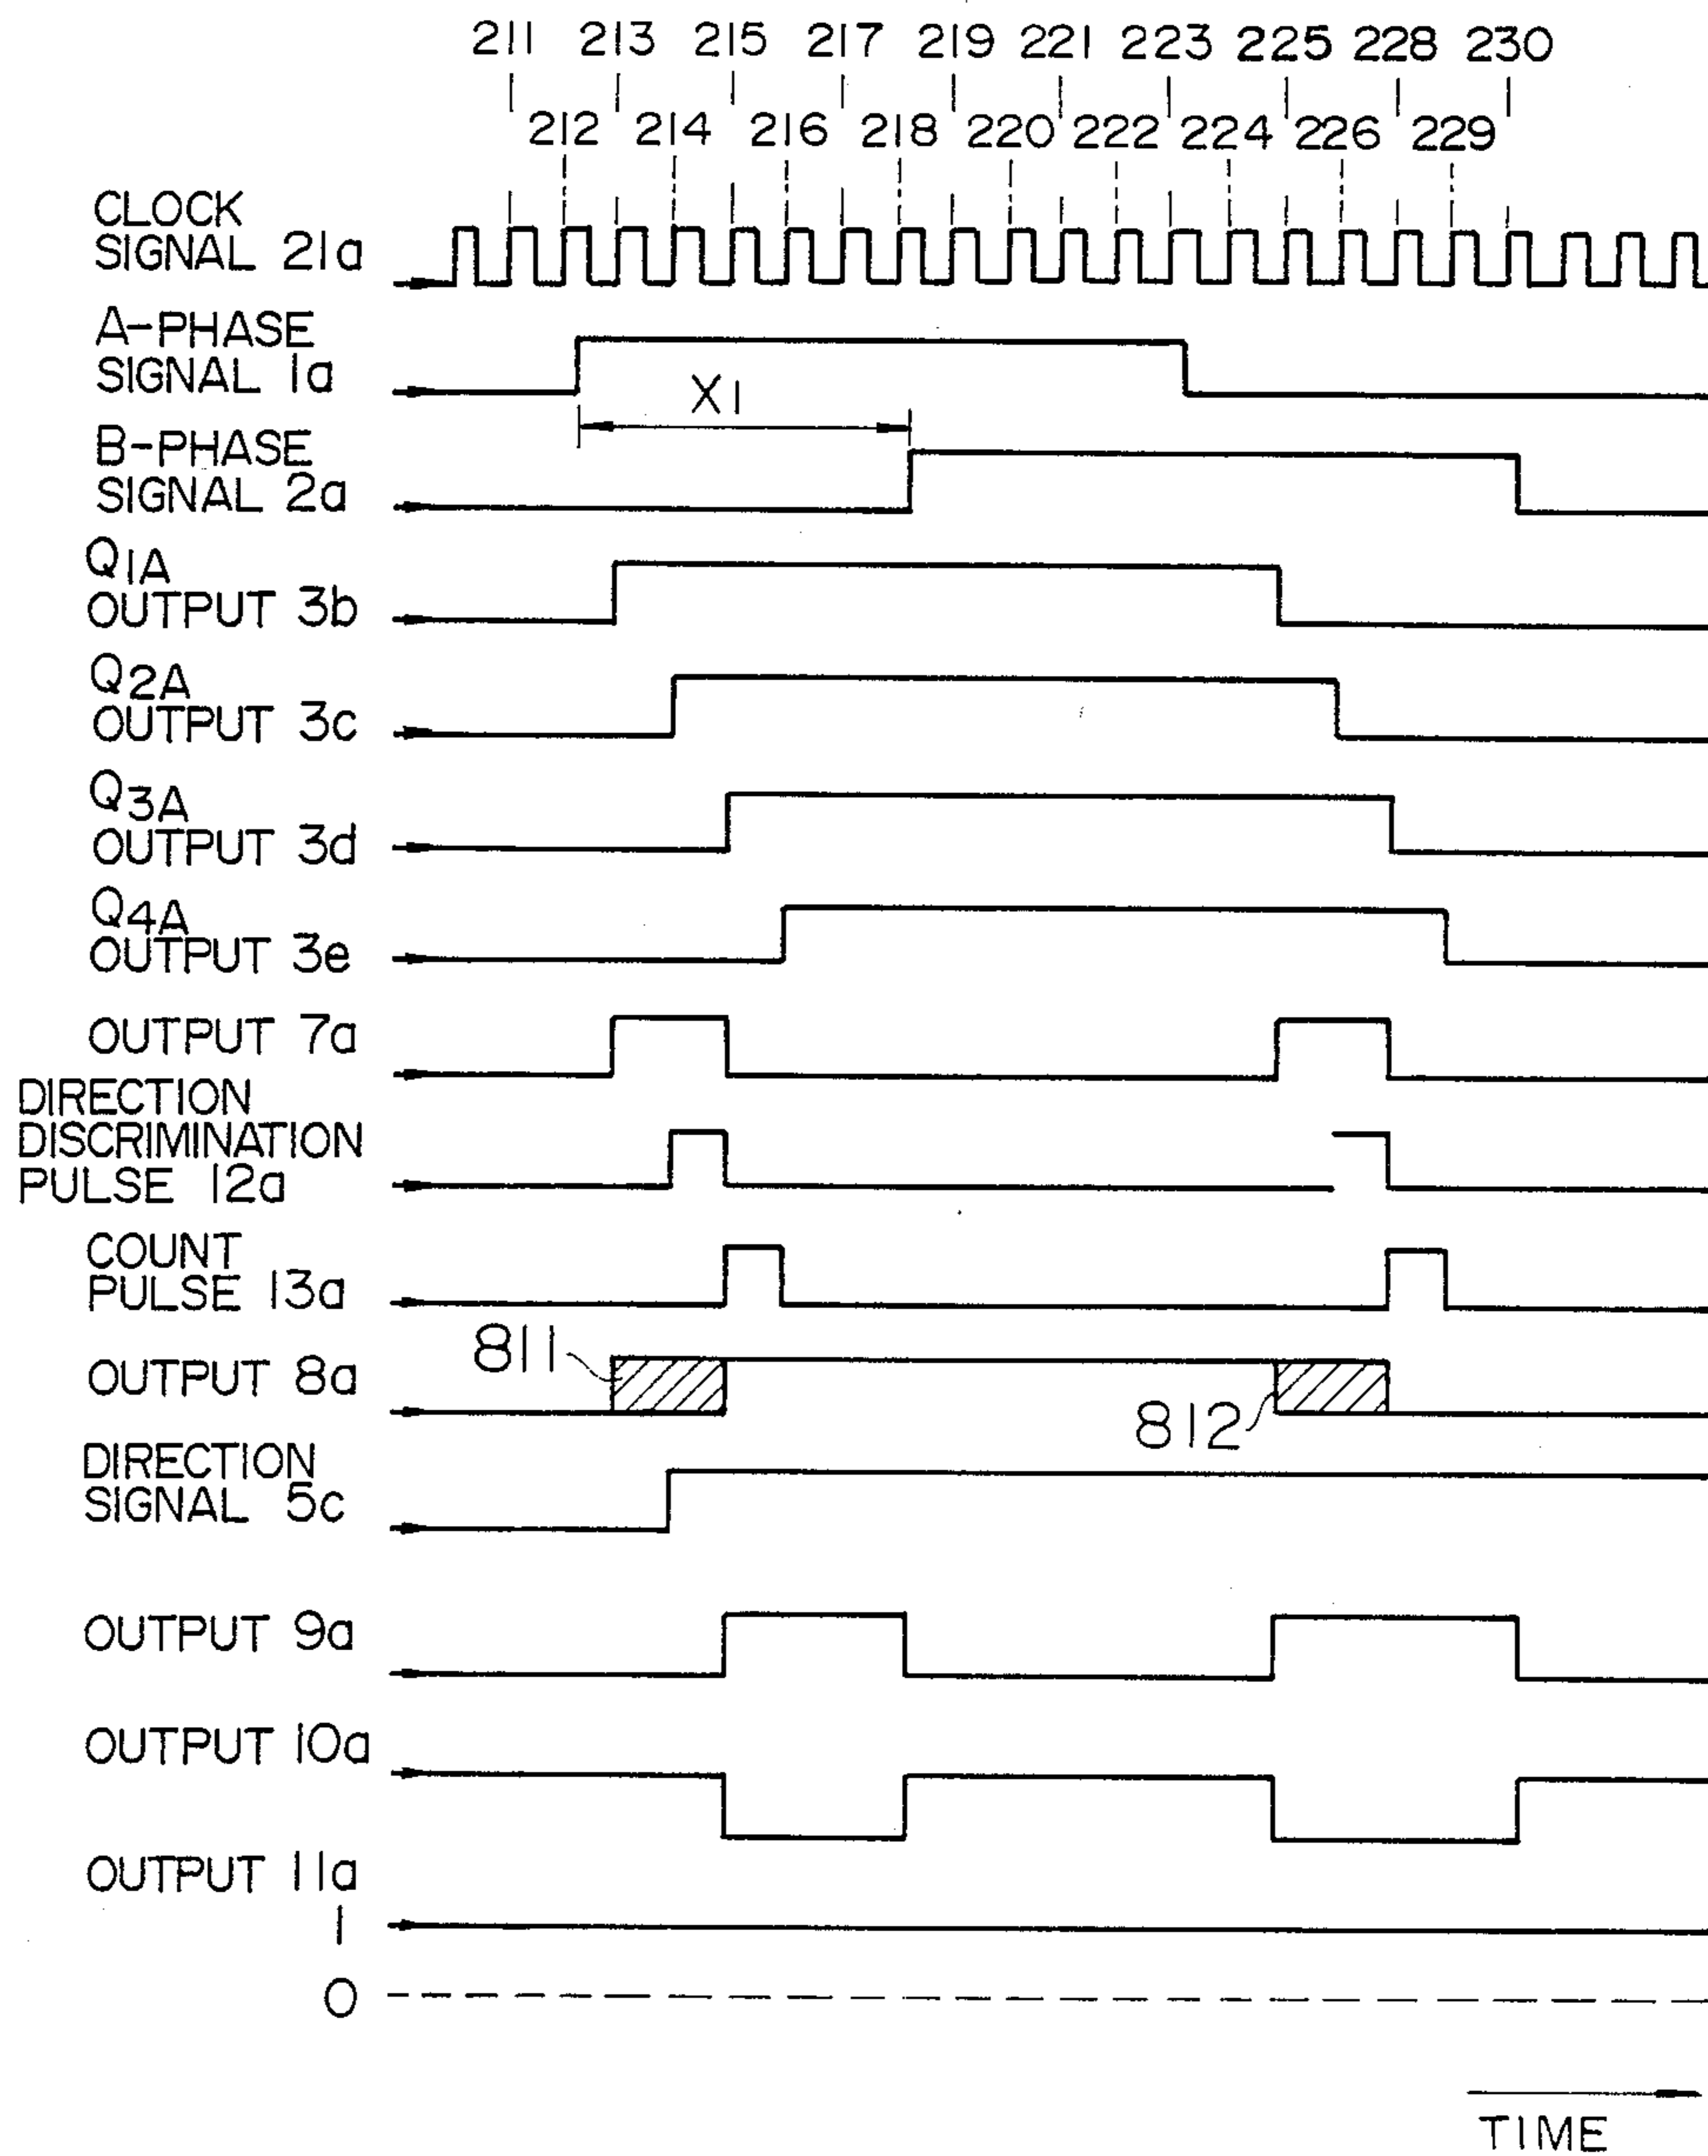 211 213 215 217 219 221 223 225 228 230
212 214 216 218 220 222 224 226 229
CLOCK
SIGNAL 21a
A-PHASE
SIGNAL 1a
X1
B-PHASE
SIGNAL 2a
Q1A
OUTPUT 3b
Q2A
OUTPUT 3c
Q3A
OUTPUT 3d
Q4A
OUTPUT 3e
OUTPUT 7a
DIRECTION
DISCRIMINATION
PULSE 12a
COUNT
PULSE 13a
811
OUTPUT 8a
812
DIRECTION
SIGNAL 5c
OUTPUT 9a
OUTPUT 10a
OUTPUT 11a
1
0
TIME